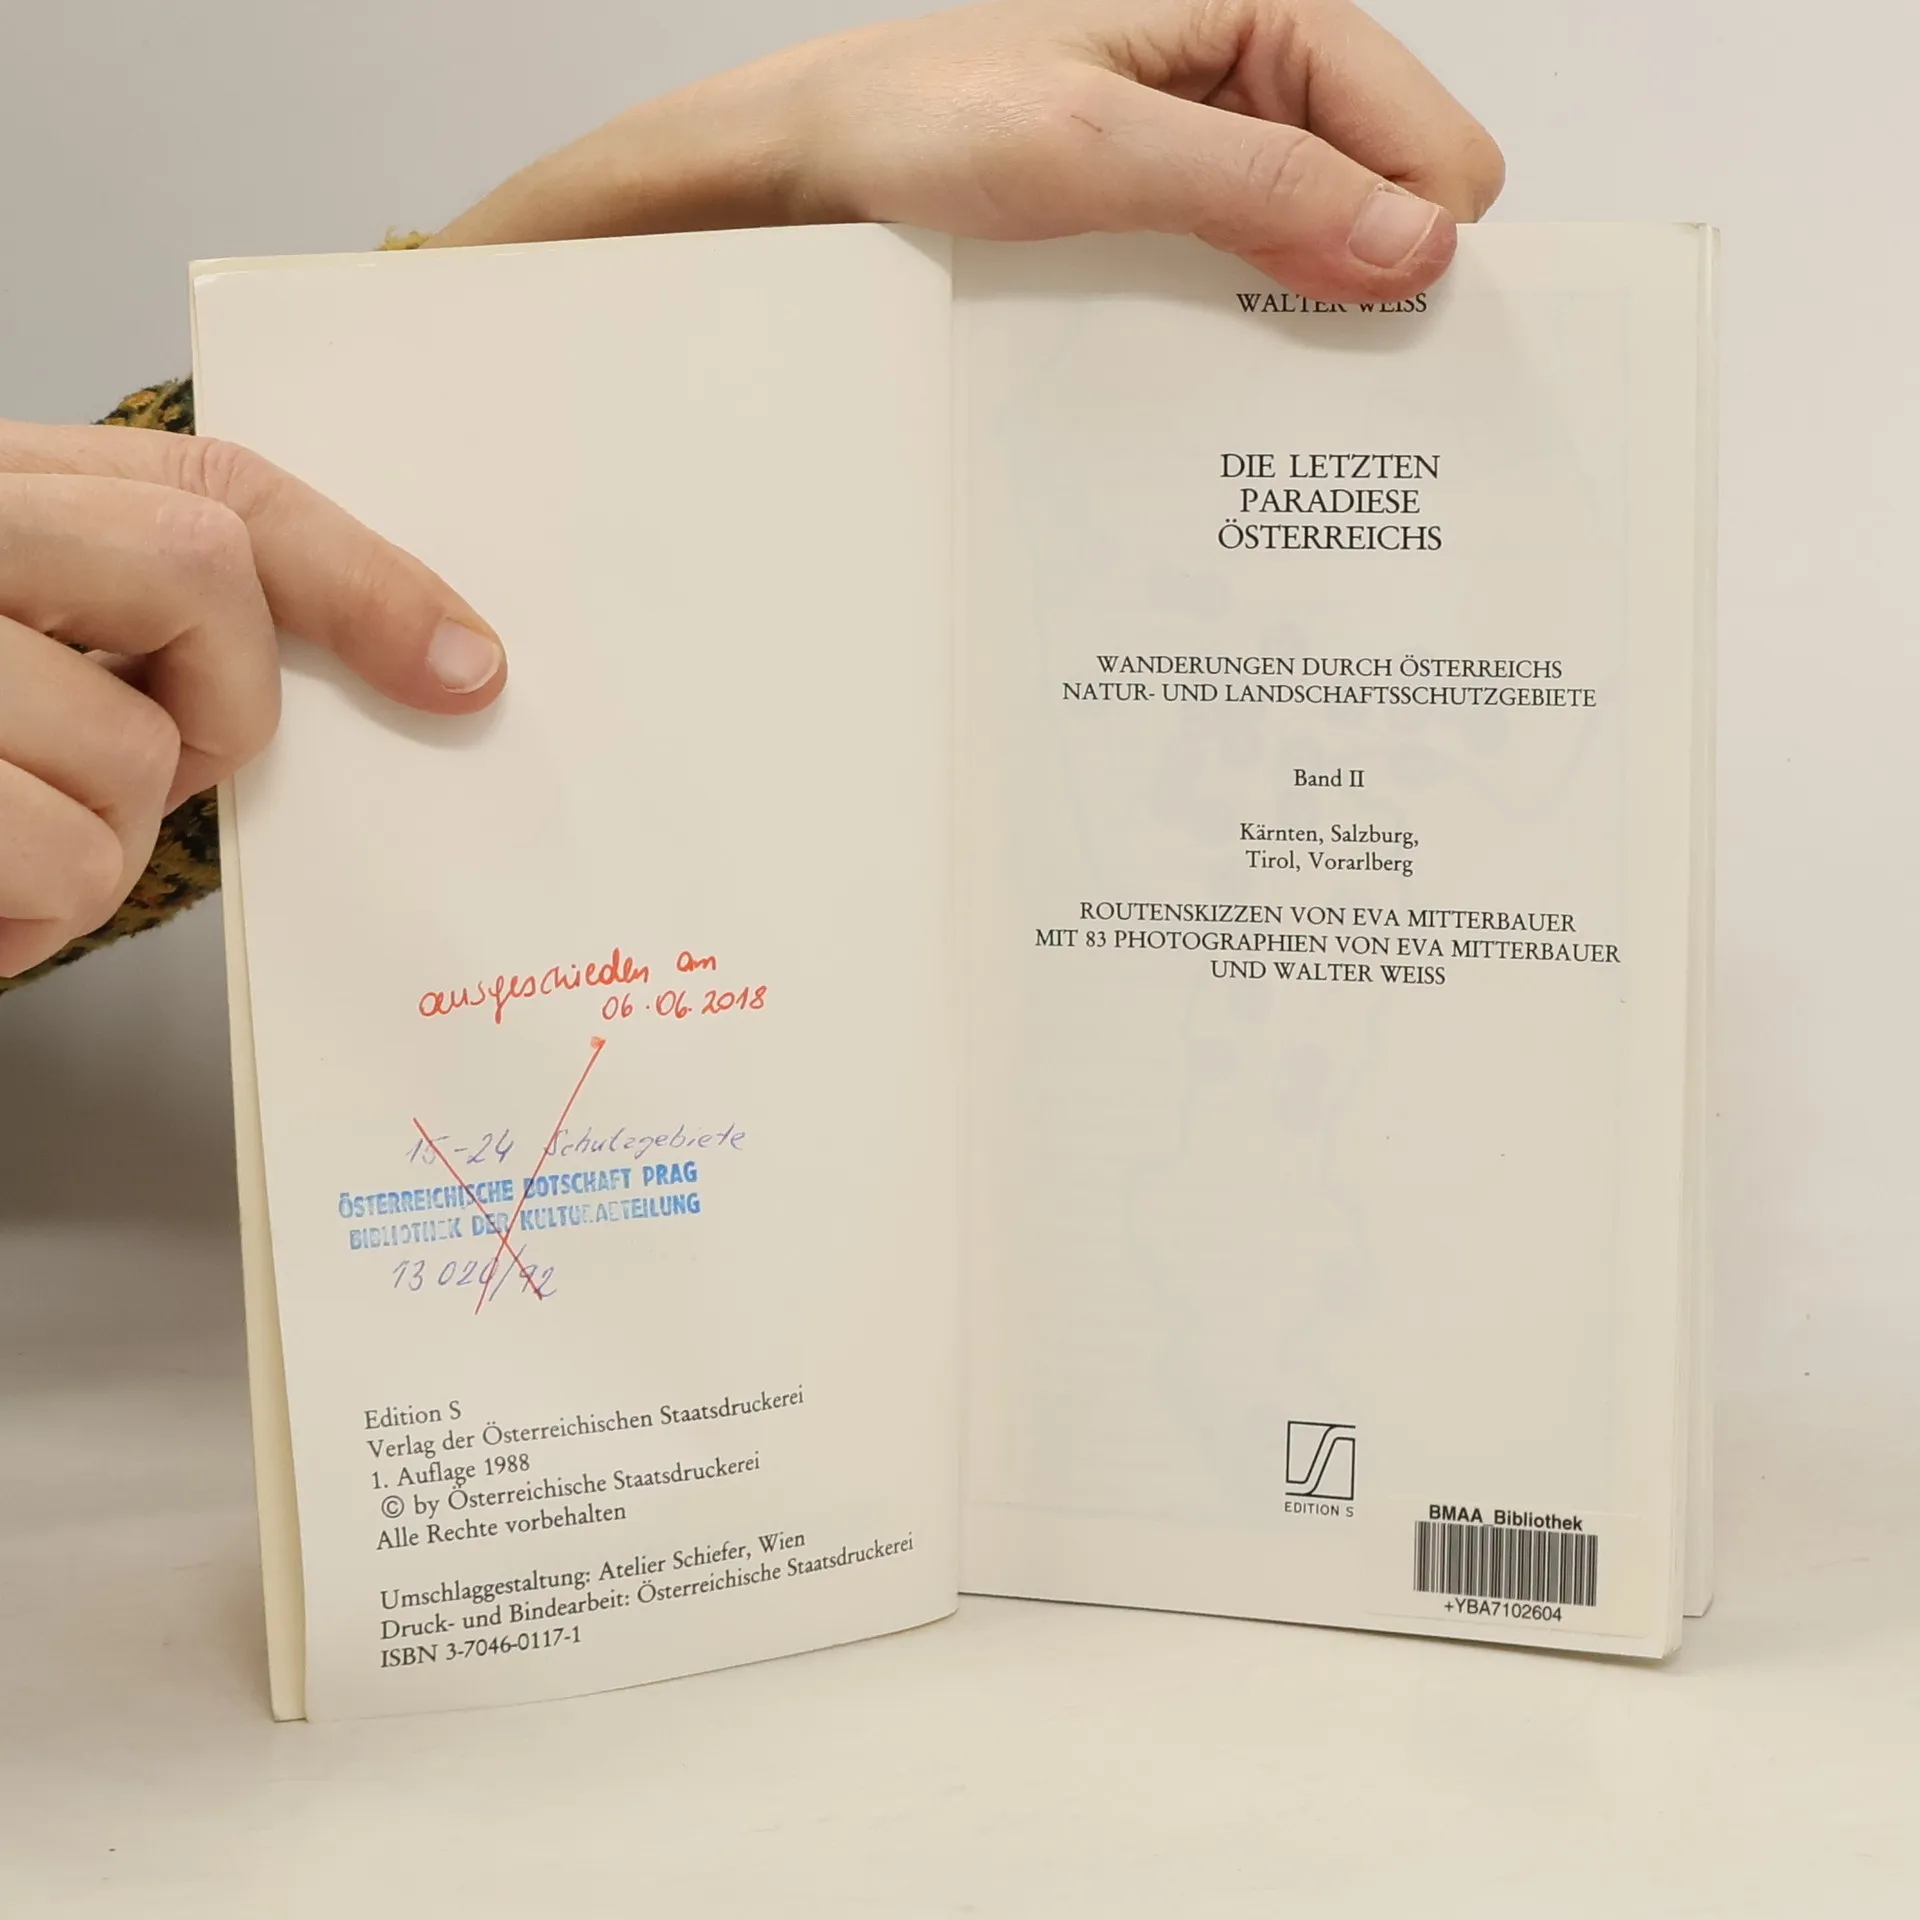 ausgeschieden am
06.06.2018
15-24 Schutzgebiete
ÖSTERREICHISCHE BOTSCHAFT PRAG
BIBLIOTHEK DER KULTURABTEILUNG
13 020/92
Edition S
Verlag der Österreichischen Staatsdruckerei
1. Auflage 1988
© by Österreichische Staatsdruckerei
Alle Rechte vorbehalten
Umschlaggestaltung: Atelier Schiefer, Wien
Druck- und Bindearbeit: Österreichische Staatsdruckerei
ISBN 3-7046-0117-1
WALTER WEISS
DIE LETZTEN
PARADIESE
ÖSTERREICHS
WANDERUNGEN DURCH ÖSTERREICHS
NATUR- UND LANDSCHAFTSSCHUTZGEBIETE
Band II
Kärnten, Salzburg,
Tirol, Vorarlberg
ROUTENSKIZZEN VON EVA MITTERBAUER
MIT 83 PHOTOGRAPHIEN VON EVA MITTERBAUER
UND WALTER WEISS
EDITION S
BMAA_Bibliothek
+YBA7102604